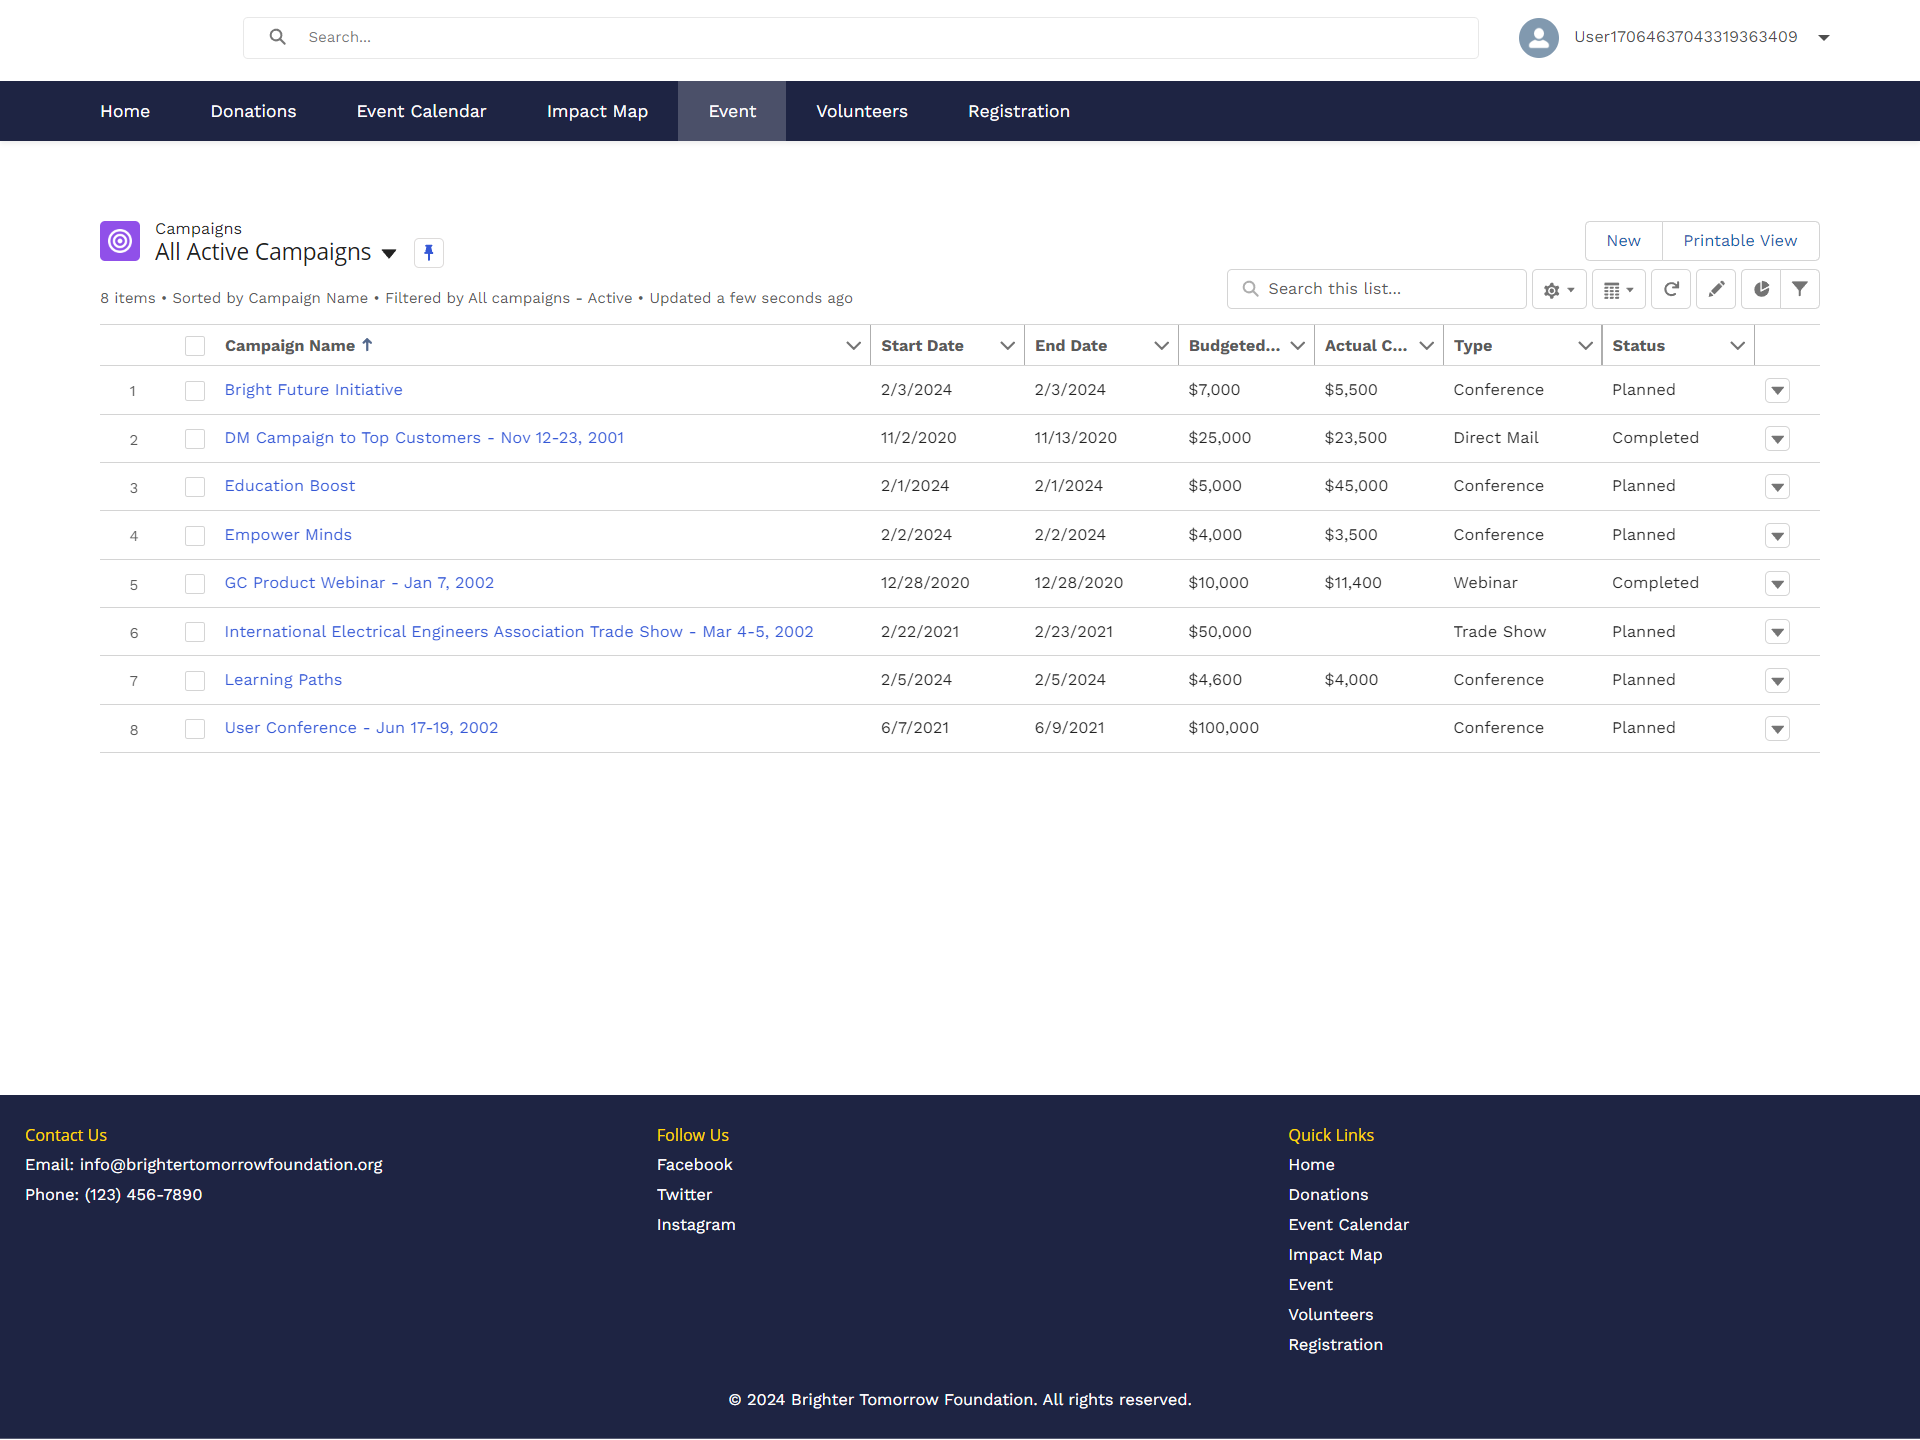 Search...
User17064637043319363409
Home Donations Event Calendar Impact Map Event Volunteers Registration
Campaigns
All Active Campaigns
New Printable View
8 items • Sorted by Campaign Name • Filtered by All campaigns - Active • Updated a few seconds ago
Search this list...
Campaign Name Start Date End Date Budgeted... Actual C... Type Status
1 Bright Future Initiative 2/3/2024 2/3/2024 $7,000 $5,500 Conference Planned
2 DM Campaign to Top Customers - Nov 12-23, 2001 11/2/2020 11/13/2020 $25,000 $23,500 Direct Mail Completed
3 Education Boost 2/1/2024 2/1/2024 $5,000 $45,000 Conference Planned
4 Empower Minds 2/2/2024 2/2/2024 $4,000 $3,500 Conference Planned
5 GC Product Webinar - Jan 7, 2002 12/28/2020 12/28/2020 $10,000 $11,400 Webinar Completed
6 International Electrical Engineers Association Trade Show - Mar 4-5, 2002 2/22/2021 2/23/2021 $50,000 Trade Show Planned
7 Learning Paths 2/5/2024 2/5/2024 $4,600 $4,000 Conference Planned
8 User Conference - Jun 17-19, 2002 6/7/2021 6/9/2021 $100,000 Conference Planned
Contact Us
Email: info@brightertomorrowfoundation.org
Phone: (123) 456-7890
Follow Us
Facebook
Twitter
Instagram
Quick Links
Home
Donations
Event Calendar
Impact Map
Event
Volunteers
Registration
© 2024 Brighter Tomorrow Foundation. All rights reserved.